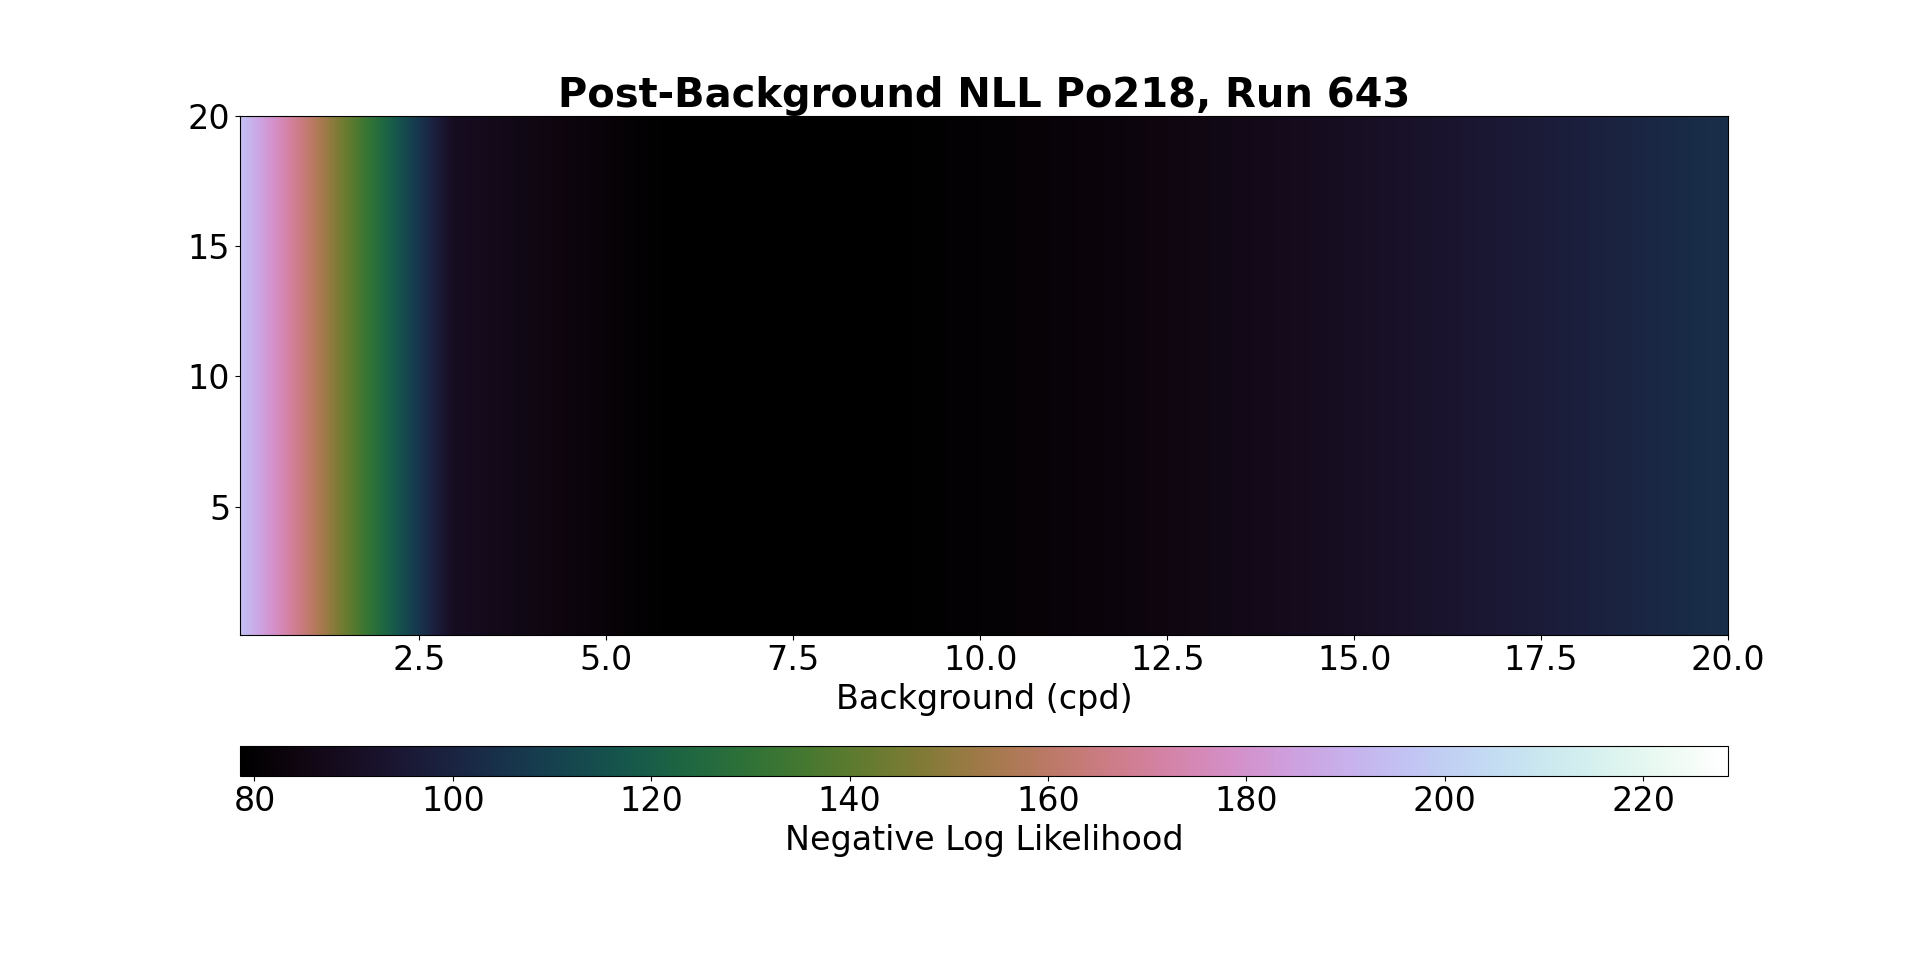 Post-Background NLL Po218, Run 643
20
15
10
5
2.5 5.0 7.5 10.0 12.5 15.0 17.5 20.0
Background (cpd)
80 100 120 140 160 180 200 220
Negative Log Likelihood